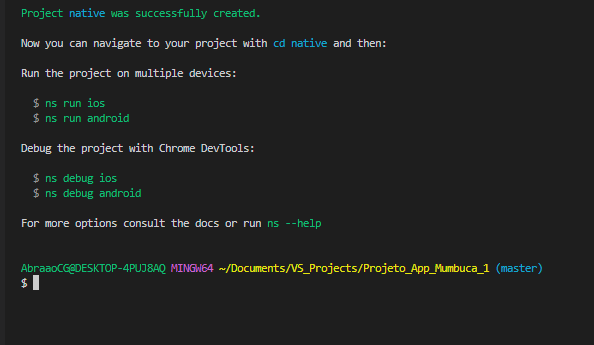 Project native was successfully created.
Now you can navigate to your project with cd native and then:
Run the project on multiple devices:
$ ns run ios
$ ns run android
Debug the project with Chrome DevTools:
$ ns debug ios
$ ns debug android
For more options consult the docs or run ns --help
AbraaoCG@DESKTOP-4PUJ8AQ MINGW64 ~/Documents/VS_Projects/Projeto_App_Mumbuca_1 (master)
$